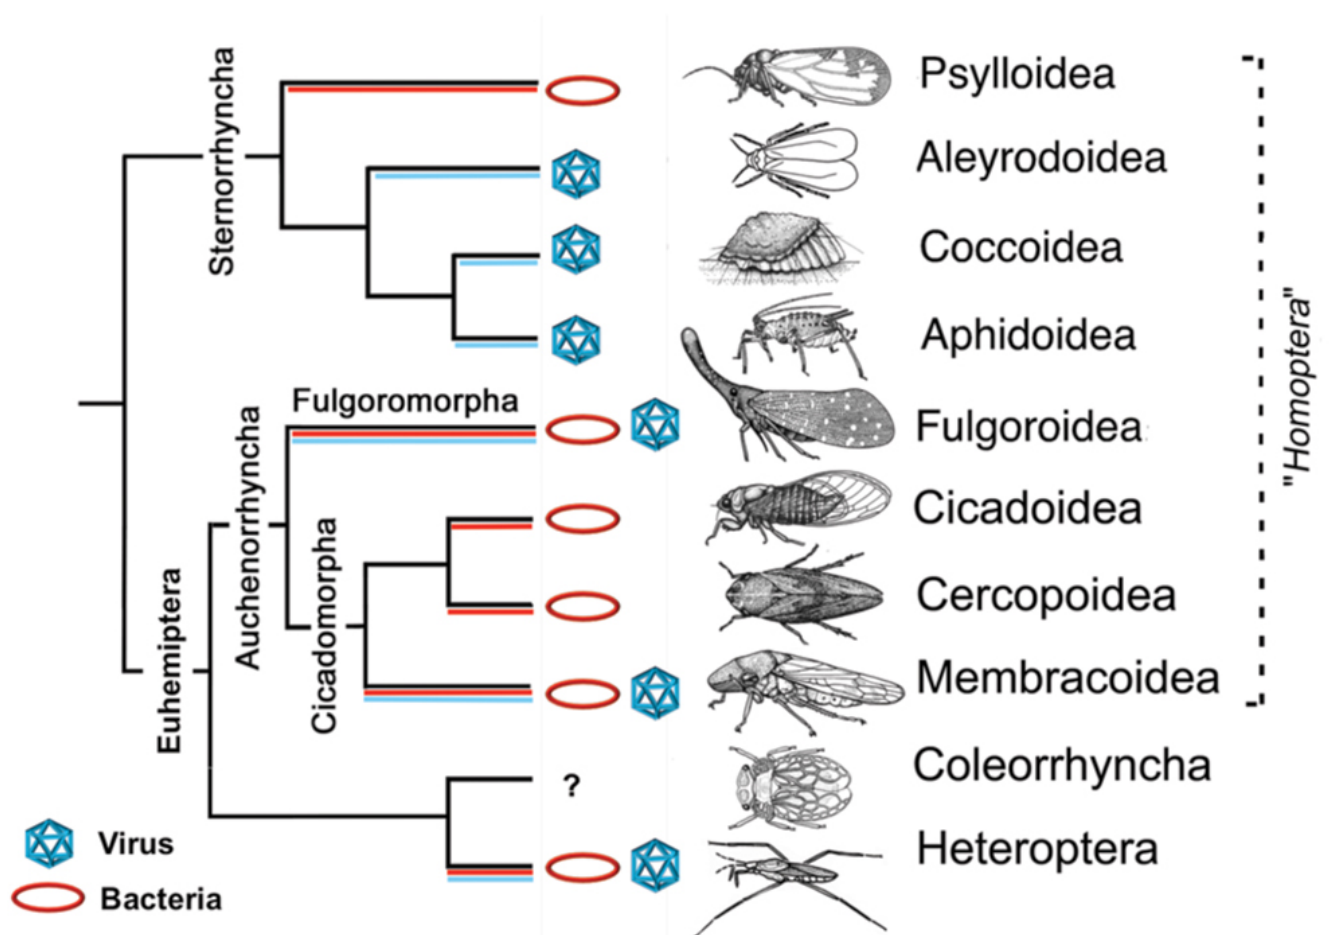 Sternorrhyncha
Psylloidea
Aleyrodoidea
Coccoidea
Aphidoidea
Fulgoromorpha
Fulgoroidea
Auchenorrhyncha
Cicadoidea
Cicadomorpha
Cercopoidea
Euhemiptera
Membracoidea
"Homoptera"
?
Coleorrhyncha
Heteroptera
Virus
Bacteria